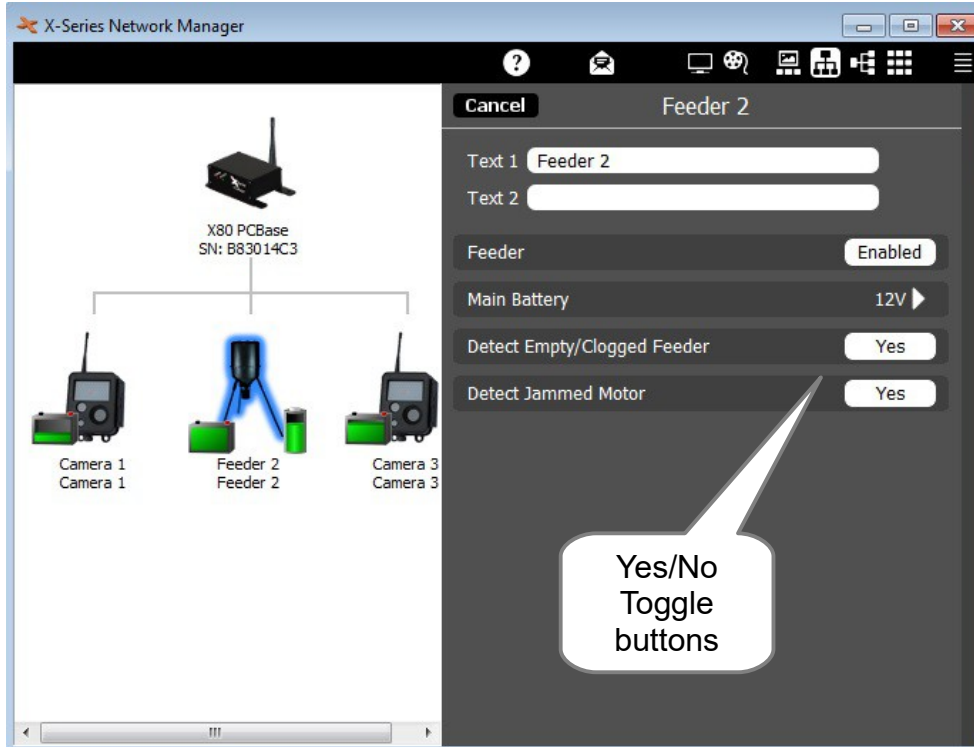 X-Series Network Manager
?
Cancel
Feeder 2
Text 1 Feeder 2
Text 2
X80 PCBase
SN: B83014C3
Feeder Enabled
Main Battery 12V
Detect Empty/Clogged Feeder Yes
Detect Jammed Motor Yes
Camera 1
Camera 1
Feeder 2
Feeder 2
Camera 3
Camera 3
Yes/No
Toggle
buttons